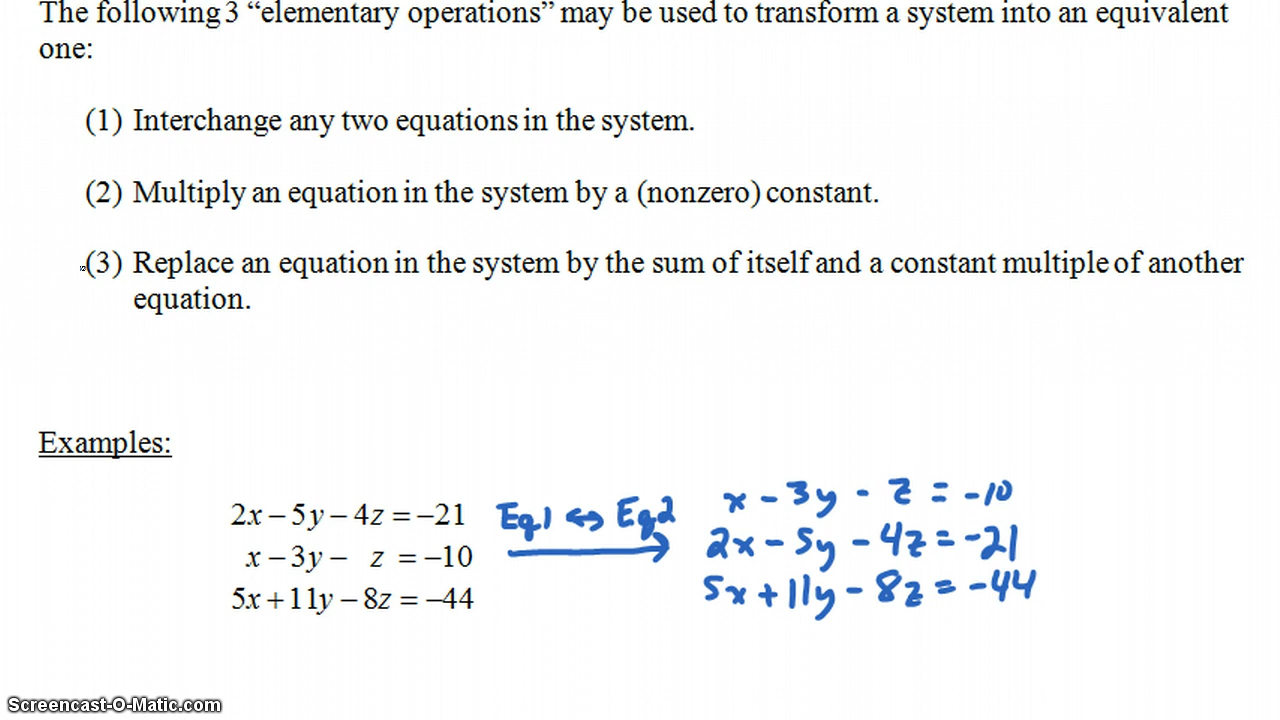 The following 3 “elementary operations” may be used to transform a system into an equivalent
one:
(1) Interchange any two equations in the system.
(2) Multiply an equation in the system by a (nonzero) constant.
(3) Replace an equation in the system by the sum of itself and a constant multiple of another
equation.
Examples:
2x – 5y – 4z = –21
x – 3y – z = –10
5x + 11y – 8z = –44
Eq1 ↔ Eq2
x - 3y - z = -10
2x - 5y - 4z = -21
5x + 11y - 8z = -44
Screencast-O-Matic.com